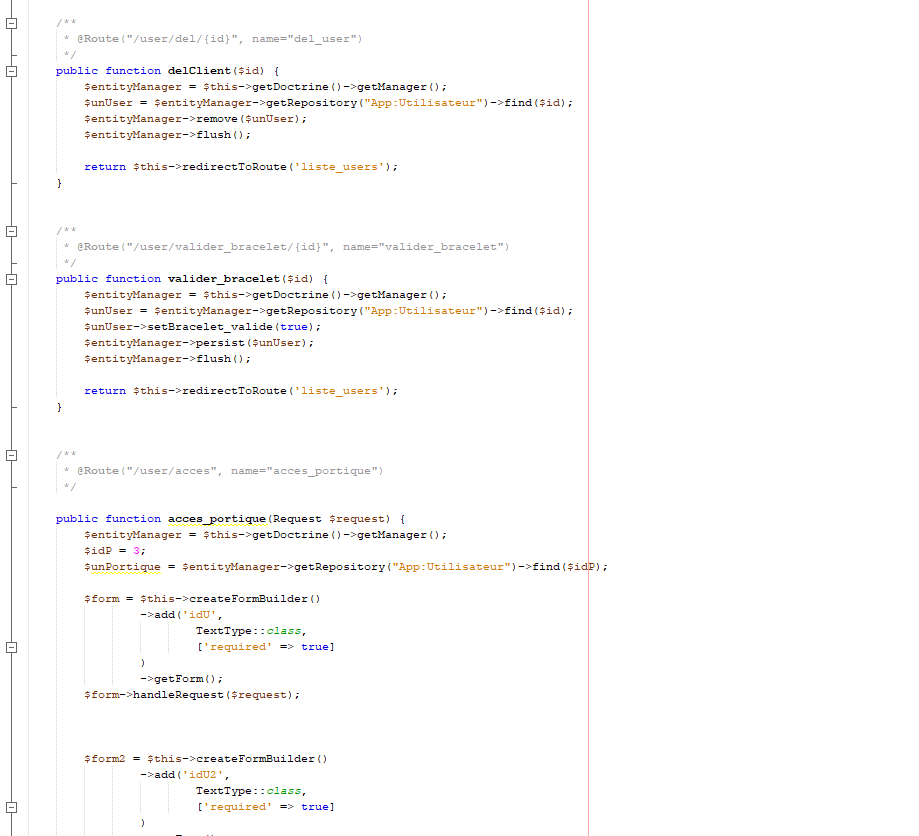 /**
 * @Route("/user/del/{id}", name="del_user")
 */
public function delClient($id) {
    $entityManager = $this->getDoctrine()->getManager();
    $unUser = $entityManager->getRepository("App:Utilisateur")->find($id);
    $entityManager->remove($unUser);
    $entityManager->flush();
    return $this->redirectToRoute('liste_users');
}
/**
 * @Route("/user/valider_bracelet/{id}", name="valider_bracelet")
 */
public function valider_bracelet($id) {
    $entityManager = $this->getDoctrine()->getManager();
    $unUser = $entityManager->getRepository("App:Utilisateur")->find($id);
    $unUser->setBracelet_valide(true);
    $entityManager->persist($unUser);
    $entityManager->flush();
    return $this->redirectToRoute('liste_users');
}
/**
 * @Route("/user/acces", name="acces_portique")
 */
public function acces_portique(Request $request) {
    $entityManager = $this->getDoctrine()->getManager();
    $idP = 3;
    $unPortique = $entityManager->getRepository("App:Utilisateur")->find($idP);
    $form = $this->createFormBuilder()
            ->add('idU',
                    TextType::class,
                    ['required' => true]
            )
            ->getForm();
    $form->handleRequest($request);
    $form2 = $this->createFormBuilder()
            ->add('idU2',
                    TextType::class,
                    ['required' => true]
            )